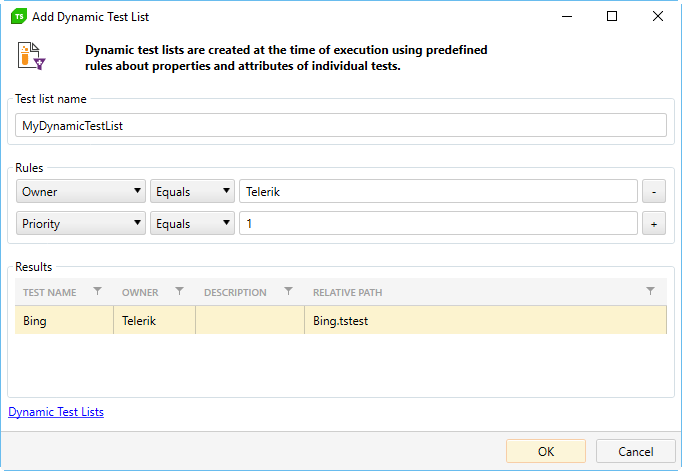 TS Add Dynamic Test List
Dynamic test lists are created at the time of execution using predefined
rules about properties and attributes of individual tests.
Test list name
MyDynamicTestList
Rules
Owner Equals Telerik -
Priority Equals 1 +
Results
TEST NAME OWNER DESCRIPTION RELATIVE PATH
Bing Telerik Bing.tstest
Dynamic Test Lists
OK Cancel